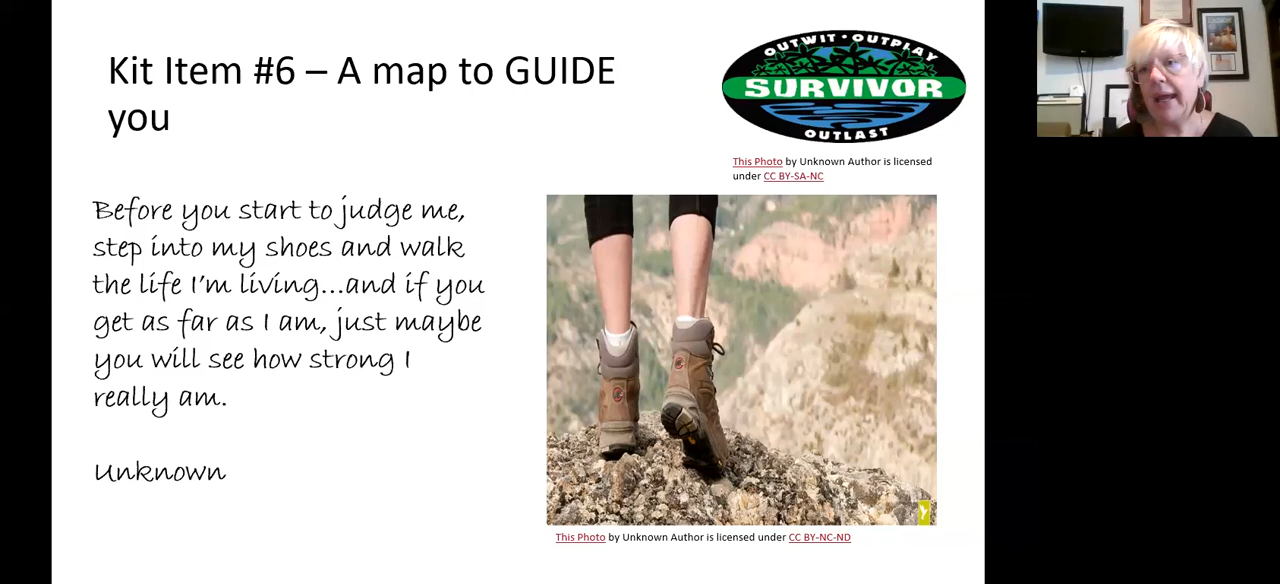 Kit Item #6 – A map to GUIDE
you
OUTWIT • OUTPLAY
SURVIVOR
OUTLAST
This Photo by Unknown Author is licensed
under CC BY-SA-NC
Before you start to judge me,
step into my shoes and walk
the life I'm living...and if you
get as far as I am, just maybe
you will see how strong I
really am.
Unknown
Y
This Photo by Unknown Author is licensed under CC BY-NC-ND